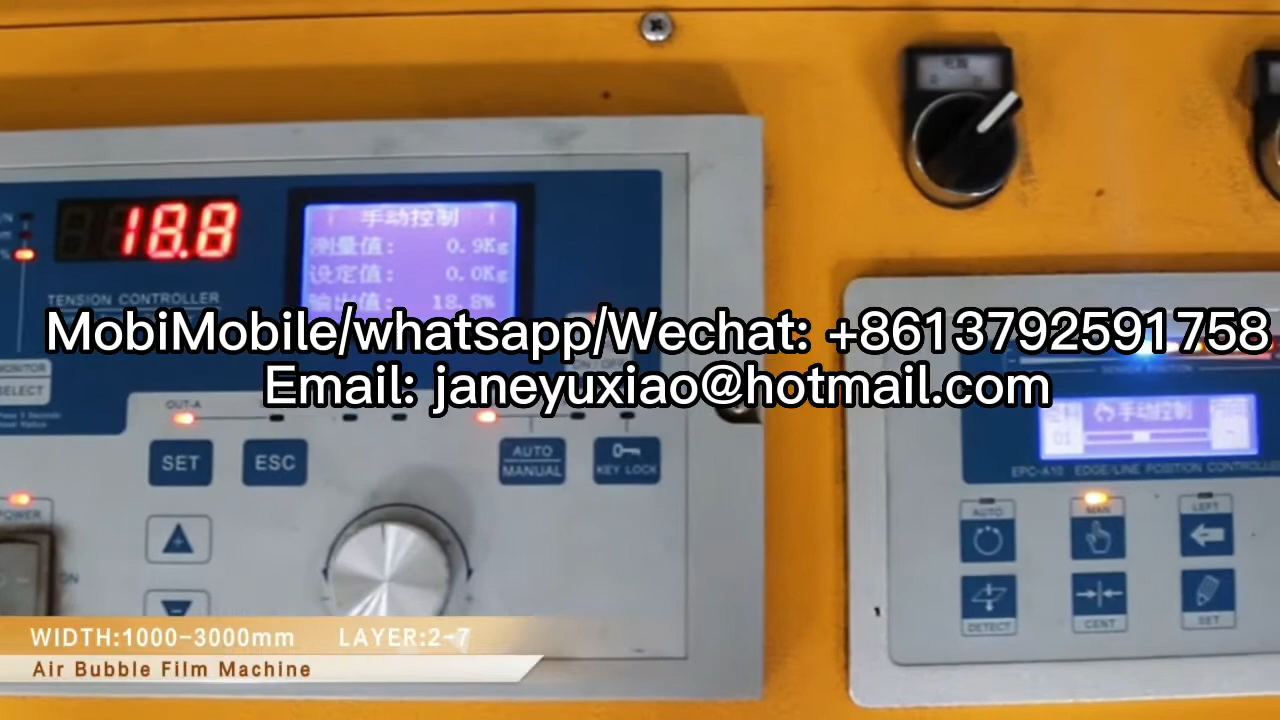 18.8
手动控制
测量值: 0.9Kg
设定值: 0.0Kg
输出值: 18.8%
TENSION CONTROLLER
MobiMobile/whatsapp/Wechat: +8613792591758
Email: janeyuxiao@hotmail.com
MONITOR
SELECT
OUT-A
SET
ESC
AUTO
MANUAL
KEY LOCK
POWER
手动控制
01
EPC-A10 EDGE/LINE POSITION CONTROLLE
AUTO
MAN
LEFT
DETECT
CENT
SET
WIDTH:1000-3000mm LAYER:2-7
Air Bubble Film Machine